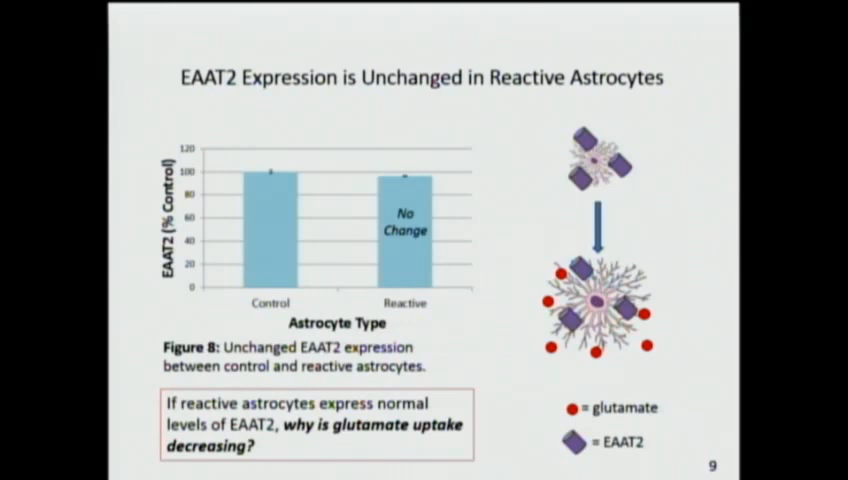 EAAT2 Expression is Unchanged in Reactive Astrocytes
EAAT2 (% Control)
120
100
80
60
40
20
0
No
Change
Control
Reactive
Astrocyte Type
Figure 8: Unchanged EAAT2 expression
between control and reactive astrocytes.
If reactive astrocytes express normal
levels of EAAT2, why is glutamate uptake
decreasing?
= glutamate
= EAAT2
9